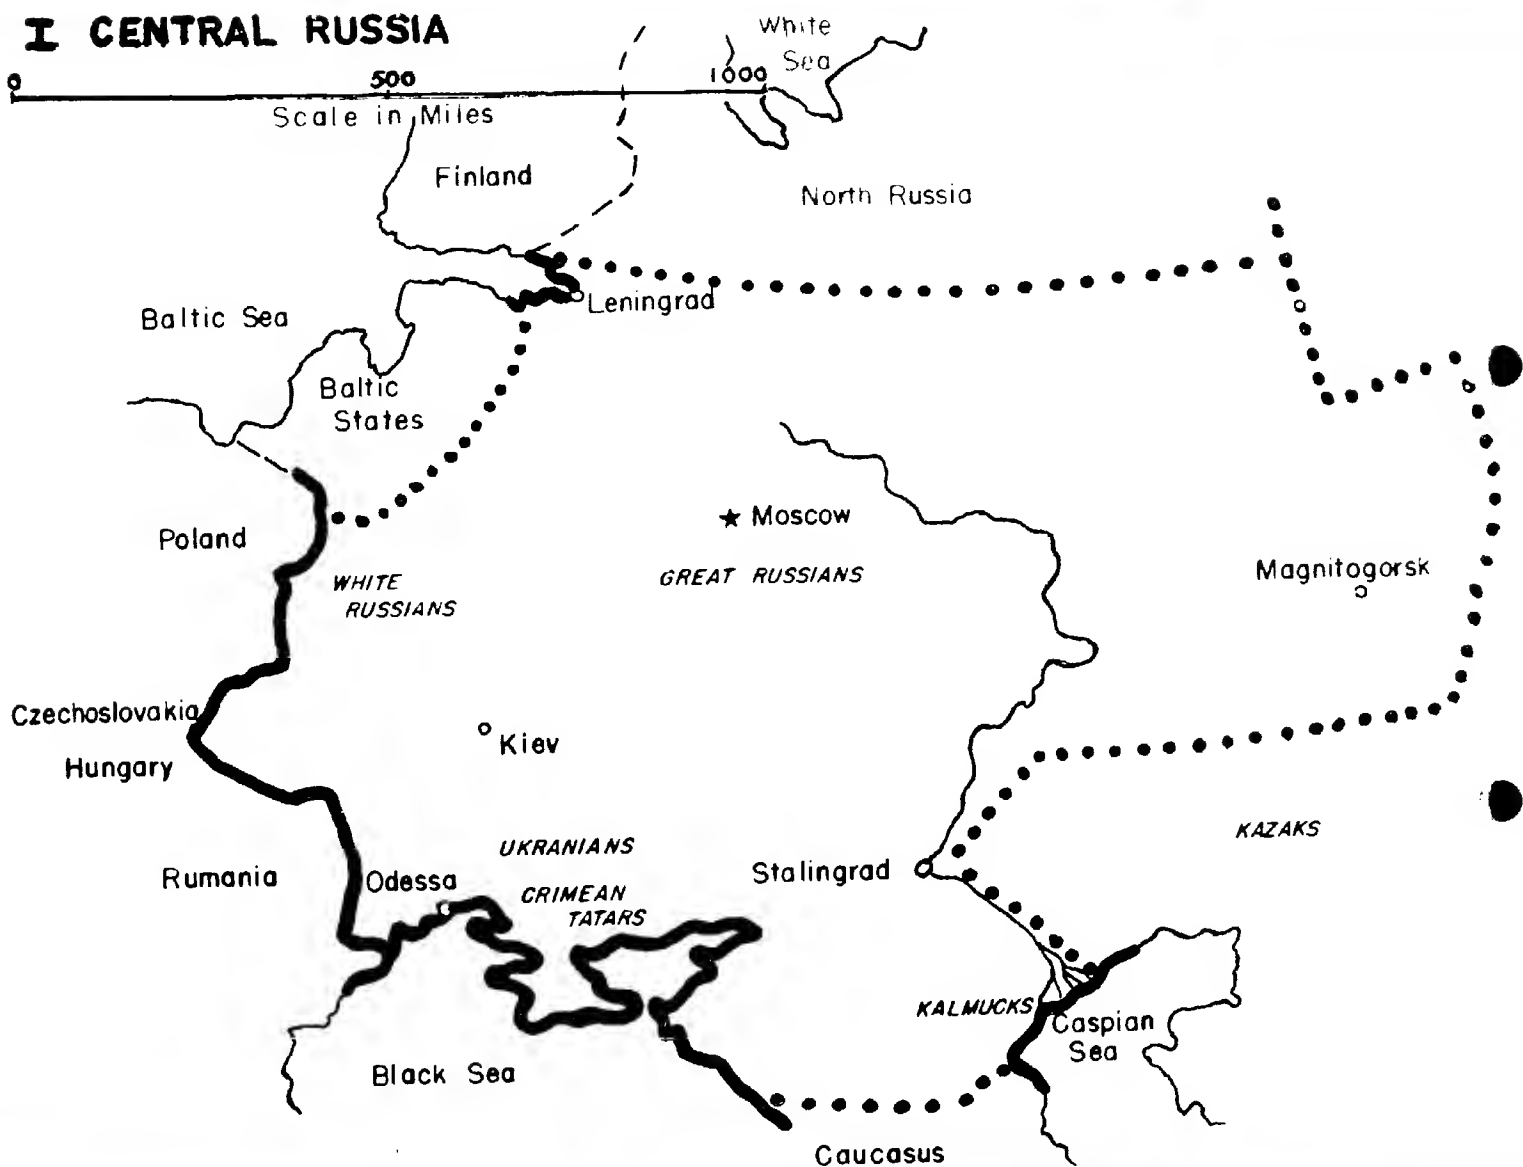 I CENTRAL RUSSIA
White
Sea
0 500 1000
Scale in Miles
Finland
North Russia
Leningrad
Baltic Sea
Baltic
States
Moscow
Poland
GREAT RUSSIANS
Magnitogorsk
WHITE
RUSSIANS
Czechoslovakia
Kiev
Hungary
KAZAKS
UKRANIANS
Stalingrad
Rumania
Odessa
CRIMEAN
TATARS
KALMUCKS
Caspian
Sea
Black Sea
Caucasus